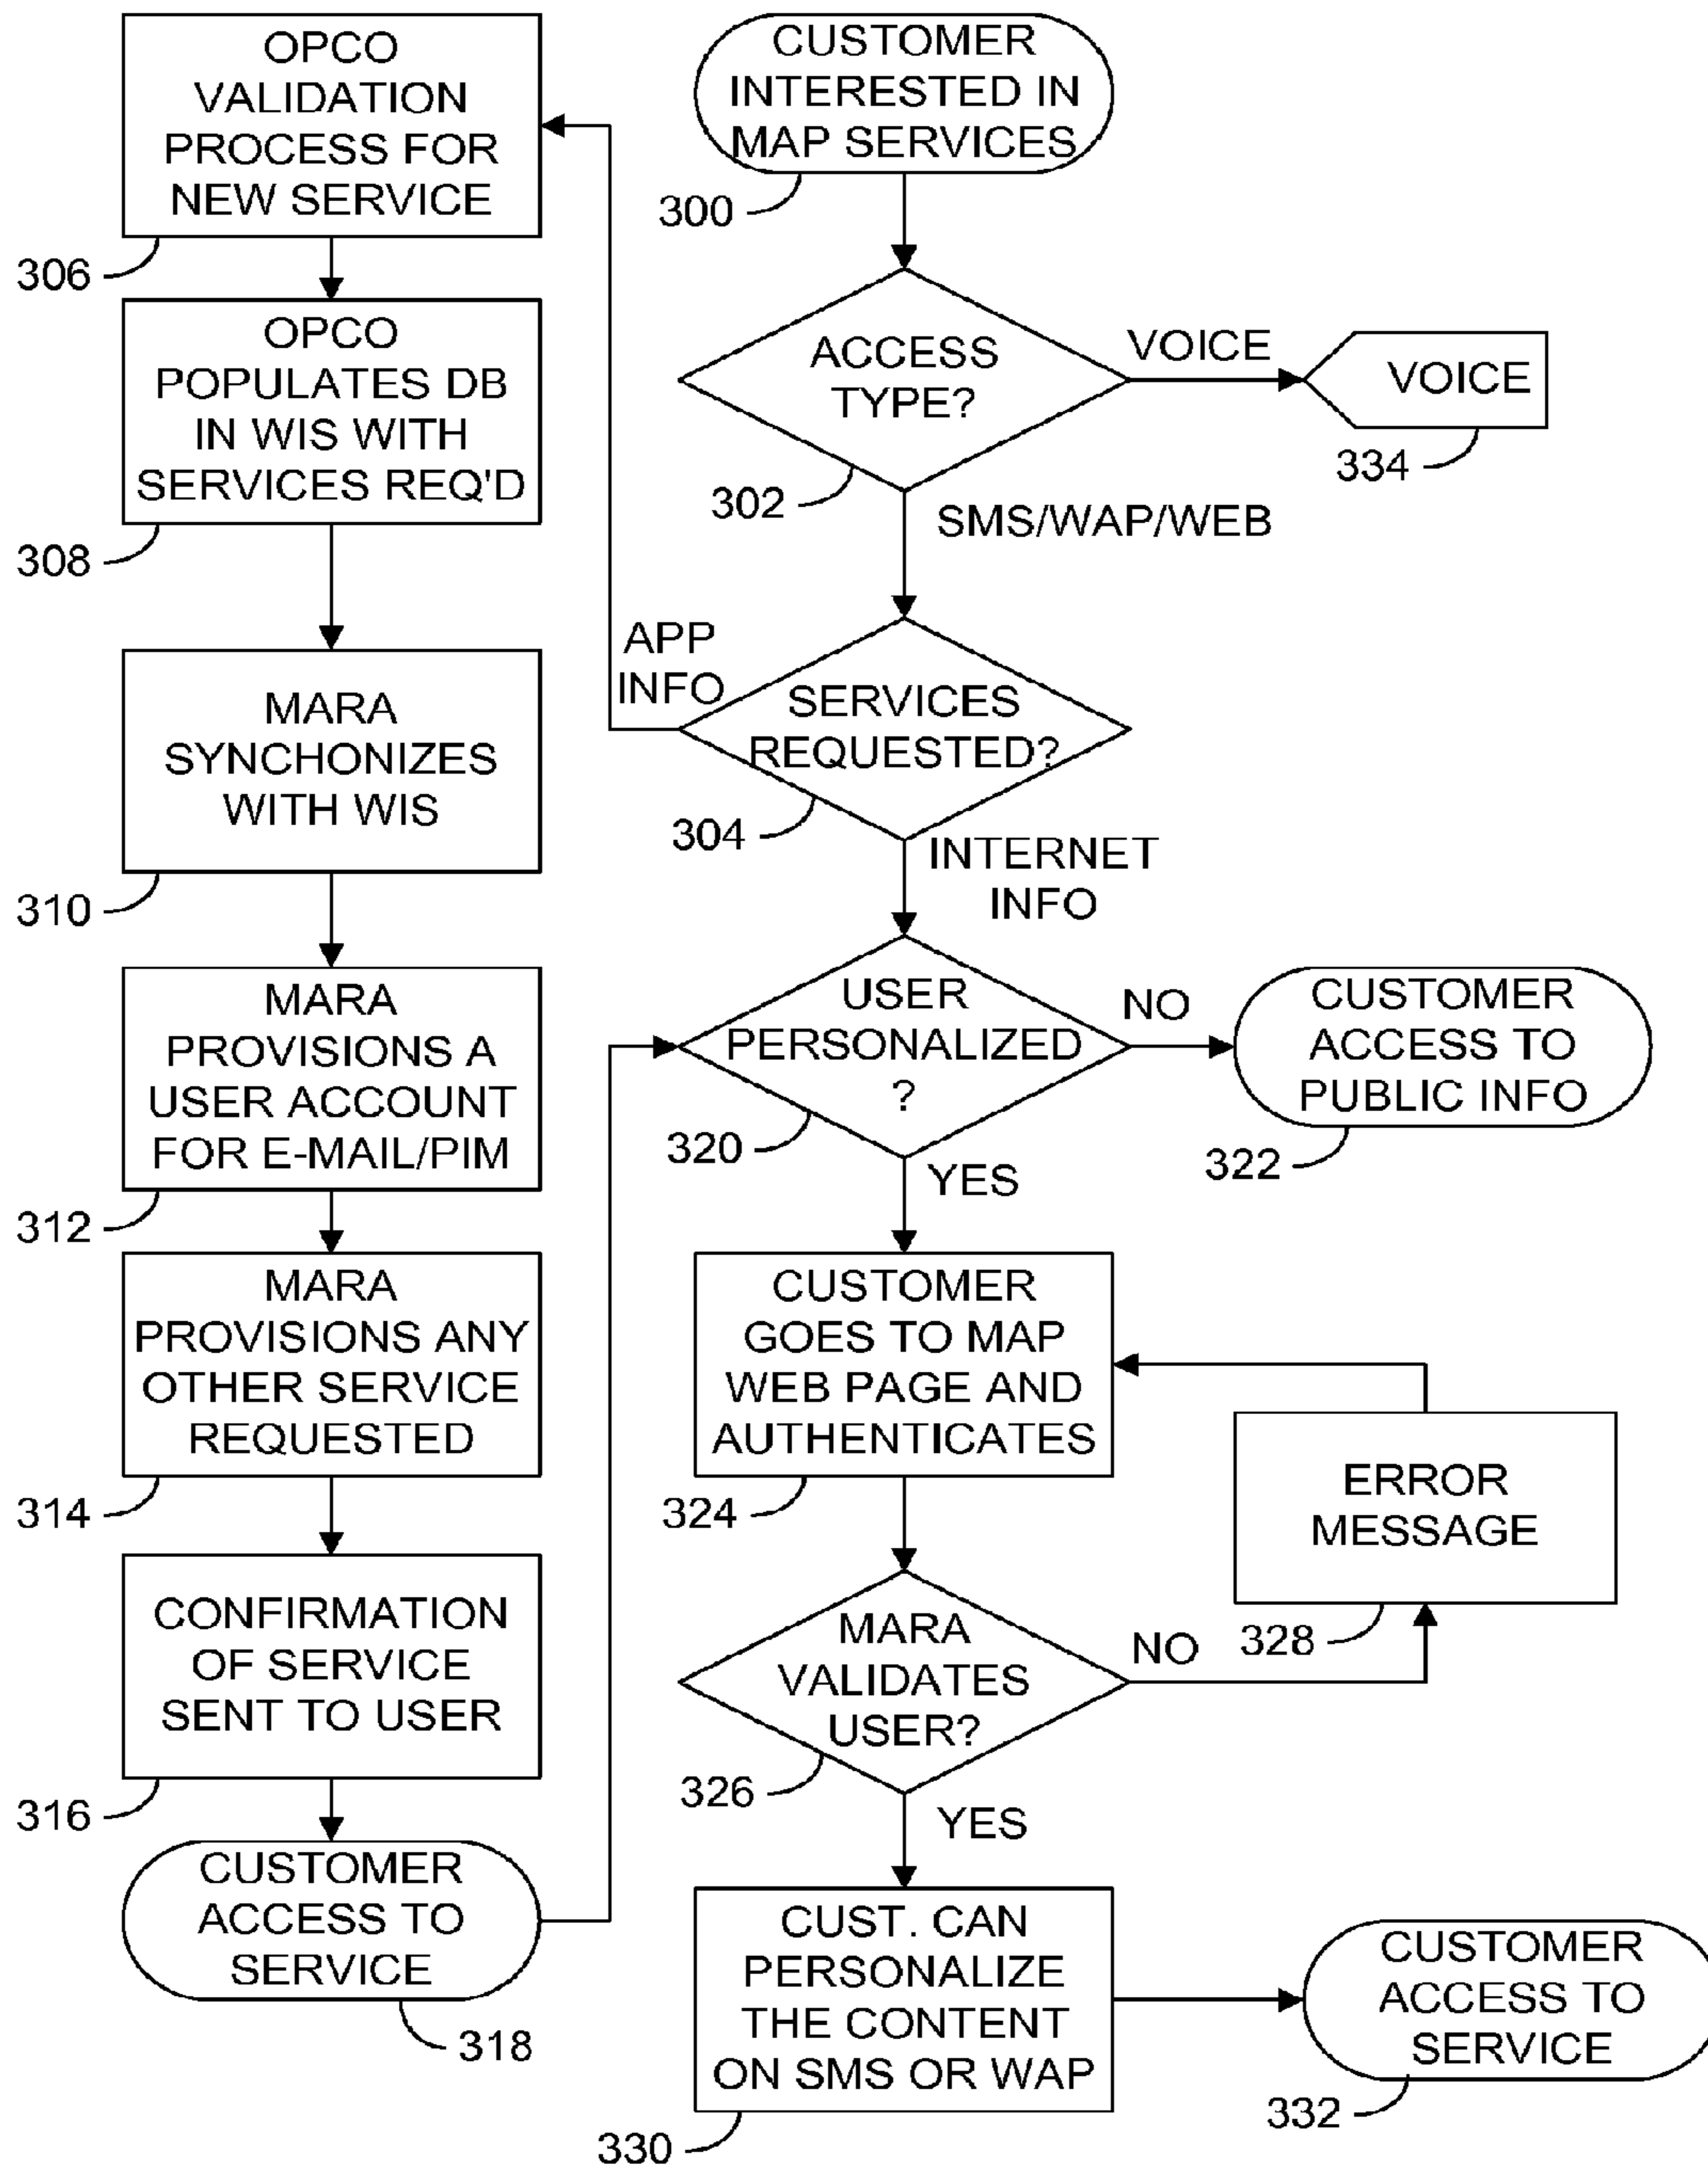 OPCO
VALIDATION
PROCESS FOR
NEW SERVICE
306
OPCO
POPULATES DB
IN WIS WITH
SERVICES REQ'D
308
MARA
SYNCHONIZES
WITH WIS
310
MARA
PROVISIONS A
USER ACCOUNT
FOR E-MAIL/PIM
312
MARA
PROVISIONS ANY
OTHER SERVICE
REQUESTED
314
CONFIRMATION
OF SERVICE
SENT TO USER
316
CUSTOMER
ACCESS TO
SERVICE
318
CUSTOMER
INTERESTED IN
MAP SERVICES
300
ACCESS
TYPE?
302
VOICE
VOICE
334
SMS/WAP/WEB
APP
INFO
SERVICES
REQUESTED?
304
INTERNET
INFO
USER
PERSONALIZED
?
320
NO
CUSTOMER
ACCESS TO
PUBLIC INFO
322
YES
CUSTOMER
GOES TO MAP
WEB PAGE AND
AUTHENTICATES
324
ERROR
MESSAGE
328
MARA
VALIDATES
USER?
326
NO
YES
CUST. CAN
PERSONALIZE
THE CONTENT
ON SMS OR WAP
330
CUSTOMER
ACCESS TO
SERVICE
332